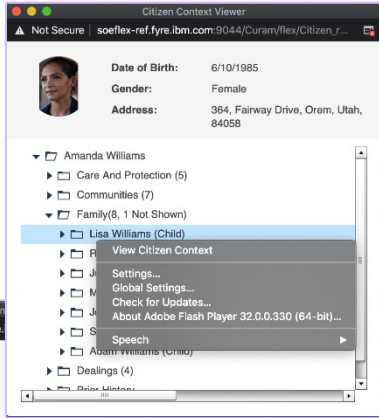 Citizen Context Viewer
Not Secure | soeflex-ref.fyre.ibm.com:9044/Curam/flex/Citizen_r...
Date of Birth: 6/10/1985
Gender: Female
Address: 364, Fairway Drive, Orem, Utah,
84058
Amanda Williams
Care And Protection (5)
Communities (7)
Family(8, 1 Not Shown)
Lisa Williams (Child)
View Citizen Context
Settings...
Global Settings...
Check for Updates...
About Adobe Flash Player 32.0.0.330 (64-bit)...
Speech
Adam Williams (Child)
Dealings (4)
Prior History